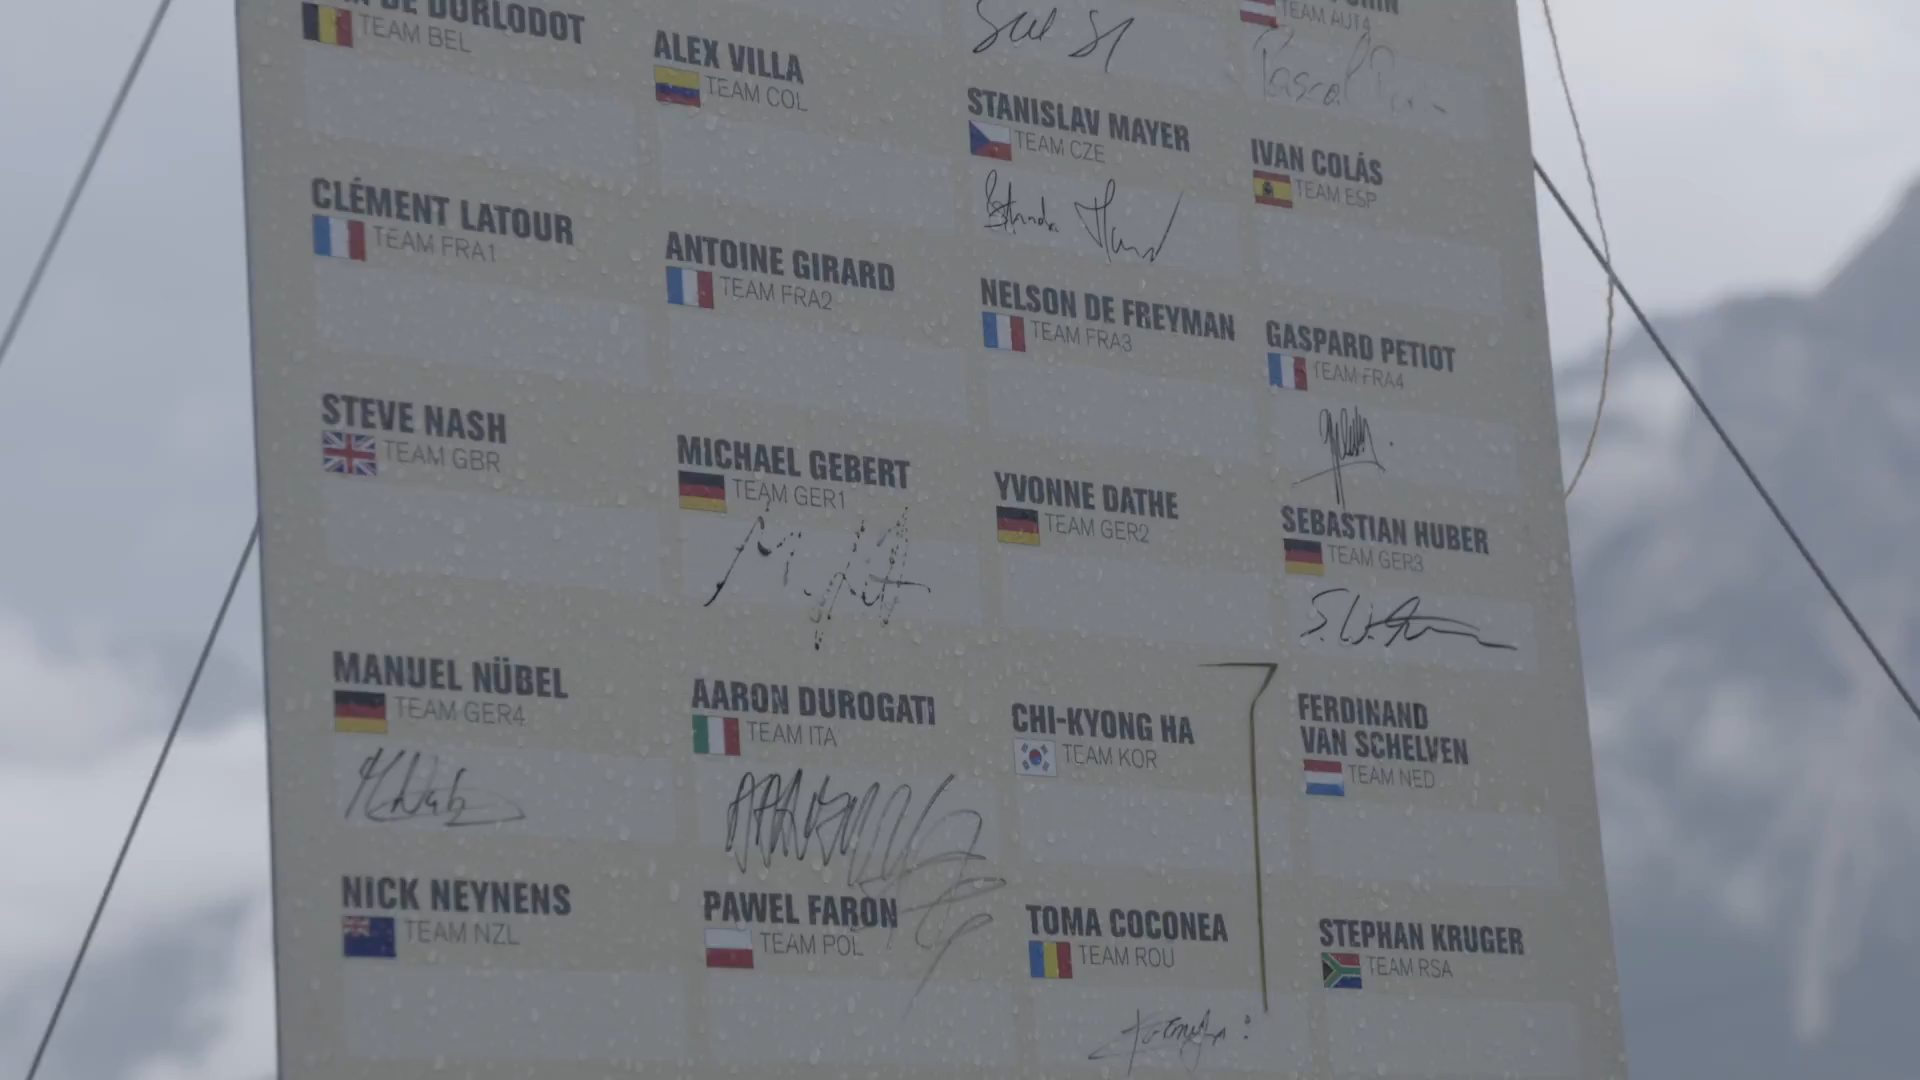 DE DORLODOT
TEAM BEL
TEAM AUT4
ALEX VILLA
TEAM COL
STANISLAV MAYER
TEAM CZE
IVAN COLÁS
TEAM ESP
CLÉMENT LATOUR
TEAM FRA1
ANTOINE GIRARD
TEAM FRA2
NELSON DE FREYMAN
TEAM FRA3
GASPARD PETIOT
TEAM FRA4
STEVE NASH
TEAM GBR
MICHAEL GEBERT
TEAM GER1
YVONNE DATHE
TEAM GER2
SEBASTIAN HUBER
TEAM GER3
MANUEL NÜBEL
TEAM GER4
AARON DUROGATI
TEAM ITA
CHI-KYONG HA
TEAM KOR
FERDINAND
VAN SCHELVEN
TEAM NED
NICK NEYNENS
TEAM NZL
PAWEL FARON
TEAM POL
TOMA COCONEA
TEAM ROU
STEPHAN KRUGER
TEAM RSA